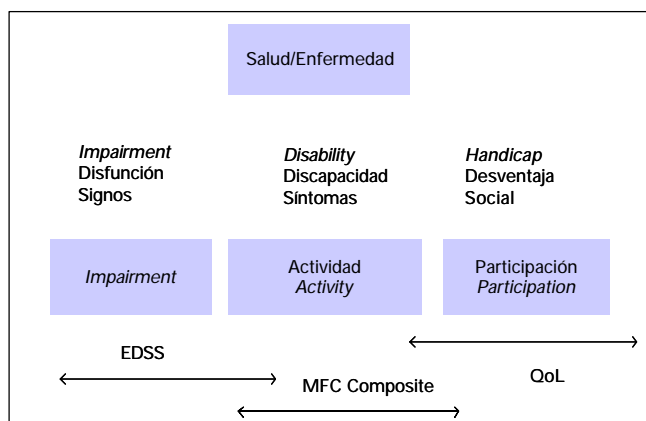 Salud/Enfermedad
Impairment
Disfunción
Signos
Disability
Discapacidad
Síntomas
Handicap
Desventaja
Social
Impairment
Actividad
Activity
Participación
Participation
EDSS
MFC Composite
QoL